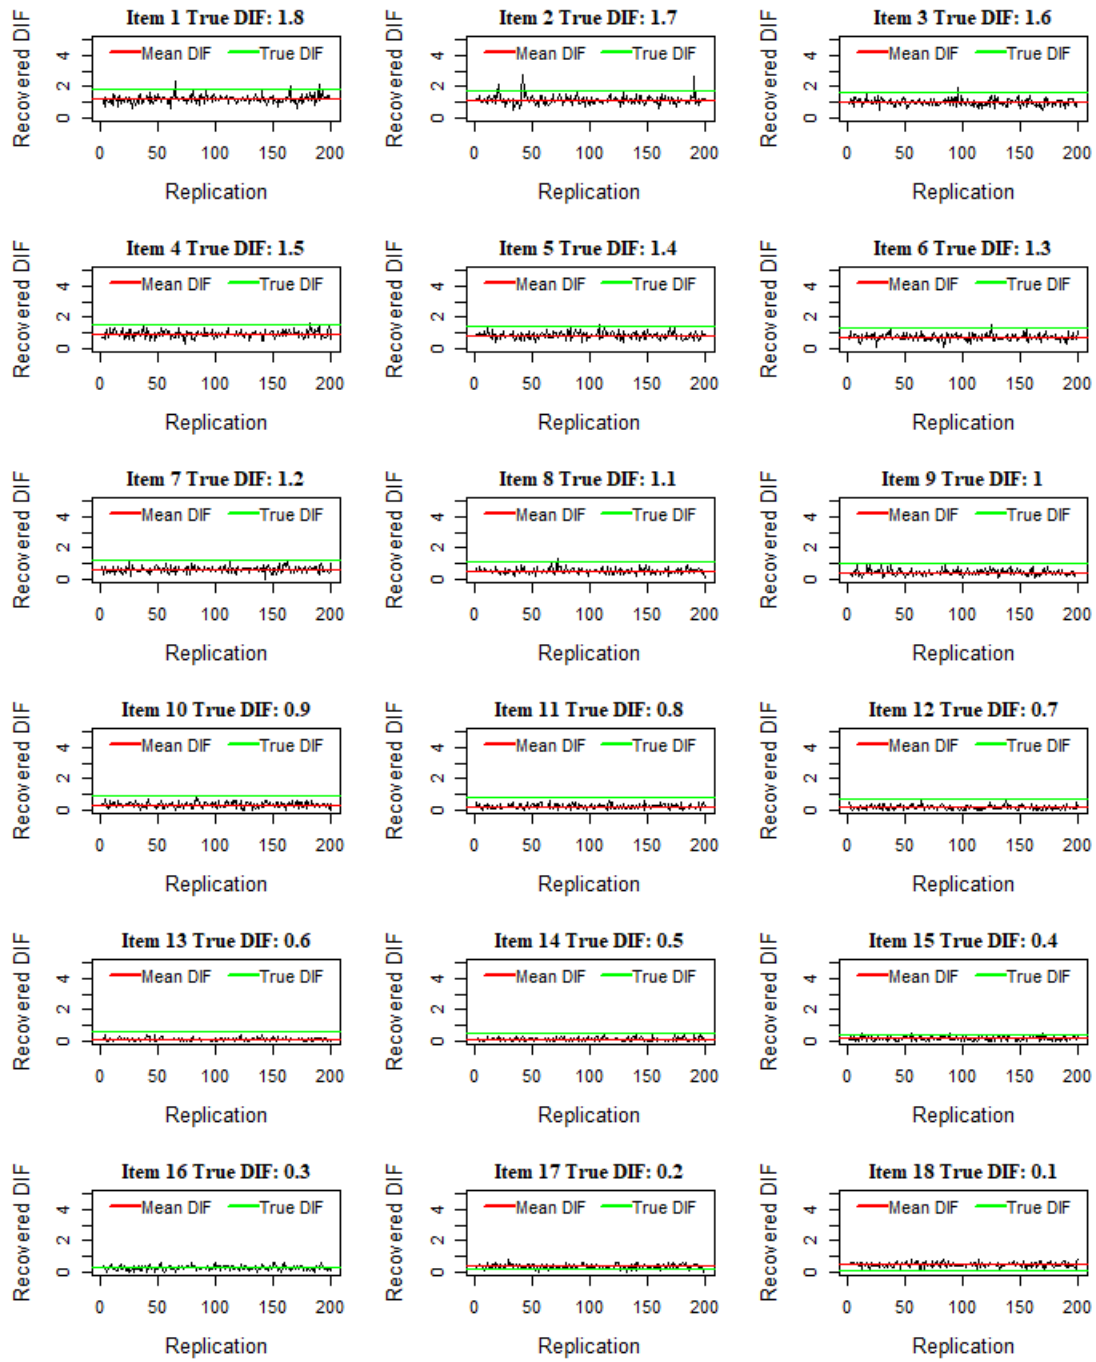 Item 1 True DIF: 1.8
Recovered DIF
0 2 4
Mean DIF True DIF
0 50 100 150 200
Replication
Item 2 True DIF: 1.7
Recovered DIF
0 2 4
Mean DIF True DIF
0 50 100 150 200
Replication
Item 3 True DIF: 1.6
Recovered DIF
0 2 4
Mean DIF True DIF
0 50 100 150 200
Replication
Item 4 True DIF: 1.5
Recovered DIF
0 2 4
Mean DIF True DIF
0 50 100 150 200
Replication
Item 5 True DIF: 1.4
Recovered DIF
0 2 4
Mean DIF True DIF
0 50 100 150 200
Replication
Item 6 True DIF: 1.3
Recovered DIF
0 2 4
Mean DIF True DIF
0 50 100 150 200
Replication
Item 7 True DIF: 1.2
Recovered DIF
0 2 4
Mean DIF True DIF
0 50 100 150 200
Replication
Item 8 True DIF: 1.1
Recovered DIF
0 2 4
Mean DIF True DIF
0 50 100 150 200
Replication
Item 9 True DIF: 1
Recovered DIF
0 2 4
Mean DIF True DIF
0 50 100 150 200
Replication
Item 10 True DIF: 0.9
Recovered DIF
0 2 4
Mean DIF True DIF
0 50 100 150 200
Replication
Item 11 True DIF: 0.8
Recovered DIF
0 2 4
Mean DIF True DIF
0 50 100 150 200
Replication
Item 12 True DIF: 0.7
Recovered DIF
0 2 4
Mean DIF True DIF
0 50 100 150 200
Replication
Item 13 True DIF: 0.6
Recovered DIF
0 2 4
Mean DIF True DIF
0 50 100 150 200
Replication
Item 14 True DIF: 0.5
Recovered DIF
0 2 4
Mean DIF True DIF
0 50 100 150 200
Replication
Item 15 True DIF: 0.4
Recovered DIF
0 2 4
Mean DIF True DIF
0 50 100 150 200
Replication
Item 16 True DIF: 0.3
Recovered DIF
0 2 4
Mean DIF True DIF
0 50 100 150 200
Replication
Item 17 True DIF: 0.2
Recovered DIF
0 2 4
Mean DIF True DIF
0 50 100 150 200
Replication
Item 18 True DIF: 0.1
Recovered DIF
0 2 4
Mean DIF True DIF
0 50 100 150 200
Replication